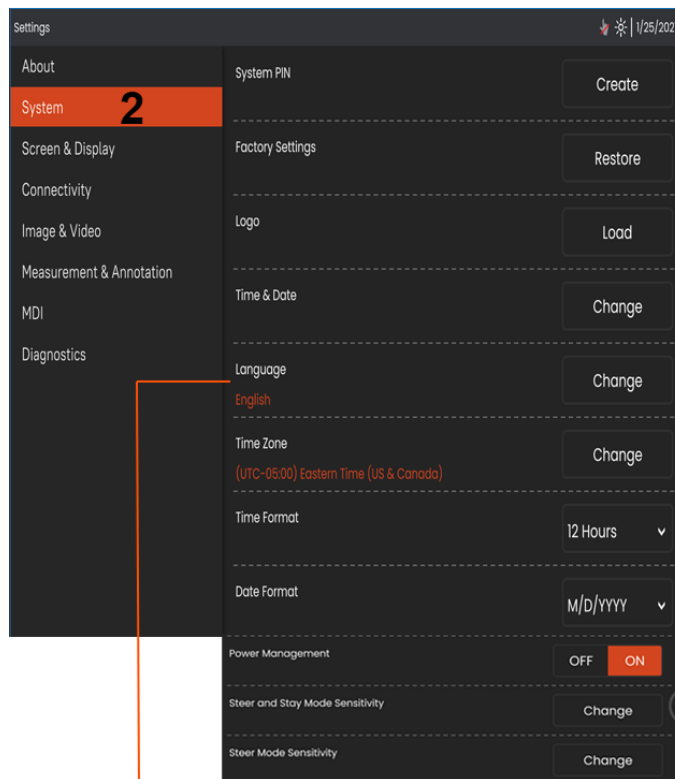 Settings
1/25/202
About
System
2
Screen & Display
Connectivity
Image & Video
Measurement & Annotation
MDI
Diagnostics
System PIN
Create
Factory Settings
Restore
Logo
Load
Time & Date
Change
Language
English
Change
Time Zone
(UTC-05:00) Eastern Time (US & Canada)
Change
Time Format
12 Hours
Date Format
M/D/YYYY
Power Management
OFF ON
Steer and Stay Mode Sensitivity
Change
Steer Mode Sensitivity
Change